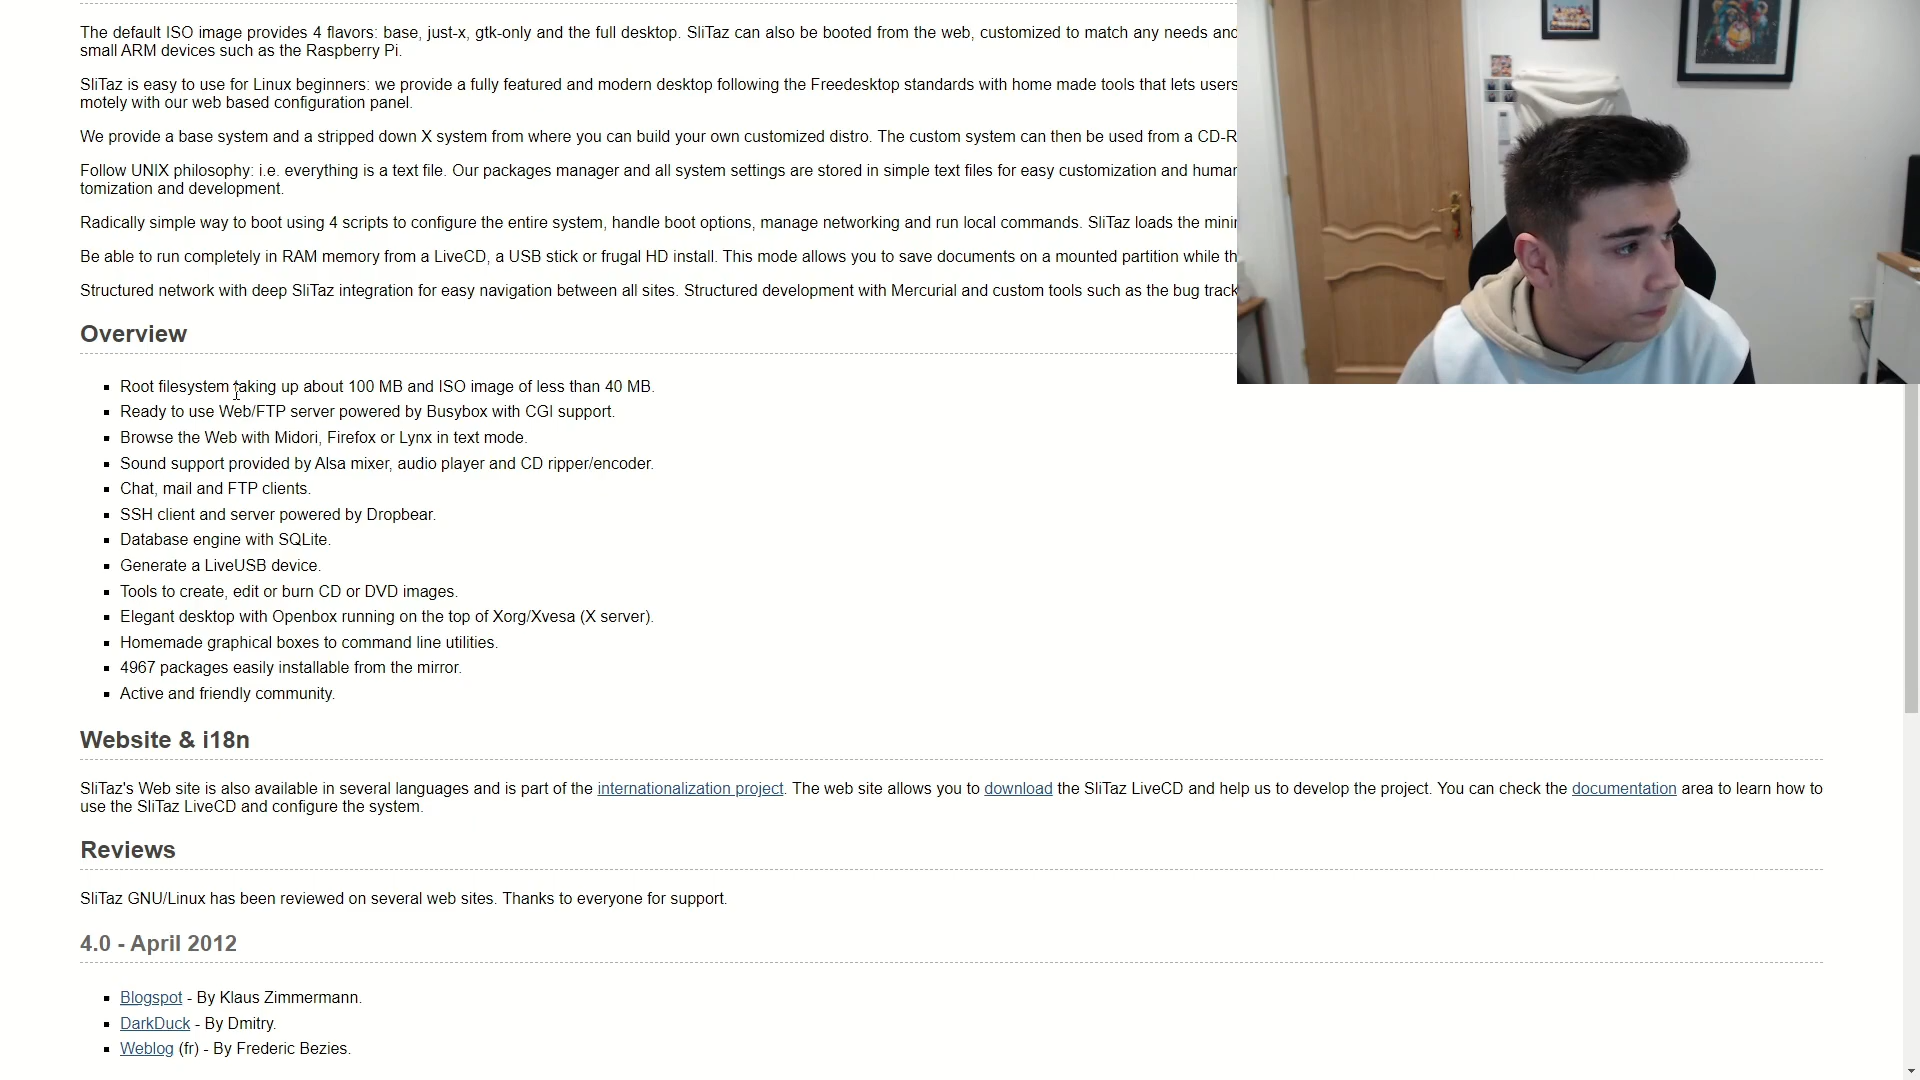 The default ISO image provides 4 flavors: base, just-x, gtk-only and the full desktop. SliTaz can also be booted from the web, customized to match any needs and
small ARM devices such as the Raspberry Pi.
SliTaz is easy to use for Linux beginners: we provide a fully featured and modern desktop following the Freedesktop standards with home made tools that lets users
motely with our web based configuration panel.
We provide a base system and a stripped down X system from where you can build your own customized distro. The custom system can then be used from a CD-R
Follow UNIX philosophy: i.e. everything is a text file. Our packages manager and all system settings are stored in simple text files for easy customization and human
tomization and development.
Radically simple way to boot using 4 scripts to configure the entire system, handle boot options, manage networking and run local commands. SliTaz loads the
Be able to run completely in RAM memory from a LiveCD, a USB stick or frugal HD install. This mode allows you to save documents on a mounted partition while
Structured network with deep SliTaz integration for easy navigation between all sites. Structured development with Mercurial and custom tools such as the bug track
Overview
▪ Root filesystem taking up about 100 MB and ISO image of less than 40 MB.
▪ Ready to use Web/FTP server powered by Busybox with CGI support.
▪ Browse the Web with Midori, Firefox or Lynx in text mode.
▪ Sound support provided by Alsa mixer, audio player and CD ripper/encoder.
▪ Chat, mail and FTP clients.
▪ SSH client and server powered by Dropbear.
▪ Database engine with SQLite.
▪ Generate a LiveUSB device.
▪ Tools to create, edit or burn CD or DVD images.
▪ Elegant desktop with Openbox running on the top of Xorg/Xvesa (X server).
▪ Homemade graphical boxes to command line utilities.
▪ 4967 packages easily installable from the mirror.
▪ Active and friendly community.
Website & i18n
SliTaz's Web site is also available in several languages and is part of the internationalization project. The web site allows you to download the SliTaz LiveCD and help us to develop the project. You can check the documentation area to learn how to
use the SliTaz LiveCD and configure the system.
Reviews
SliTaz GNU/Linux has been reviewed on several web sites. Thanks to everyone for support.
4.0 - April 2012
▪ Blogspot - By Klaus Zimmermann.
▪ DarkDuck - By Dmitry.
▪ Weblog (fr) - By Frederic Bezies.